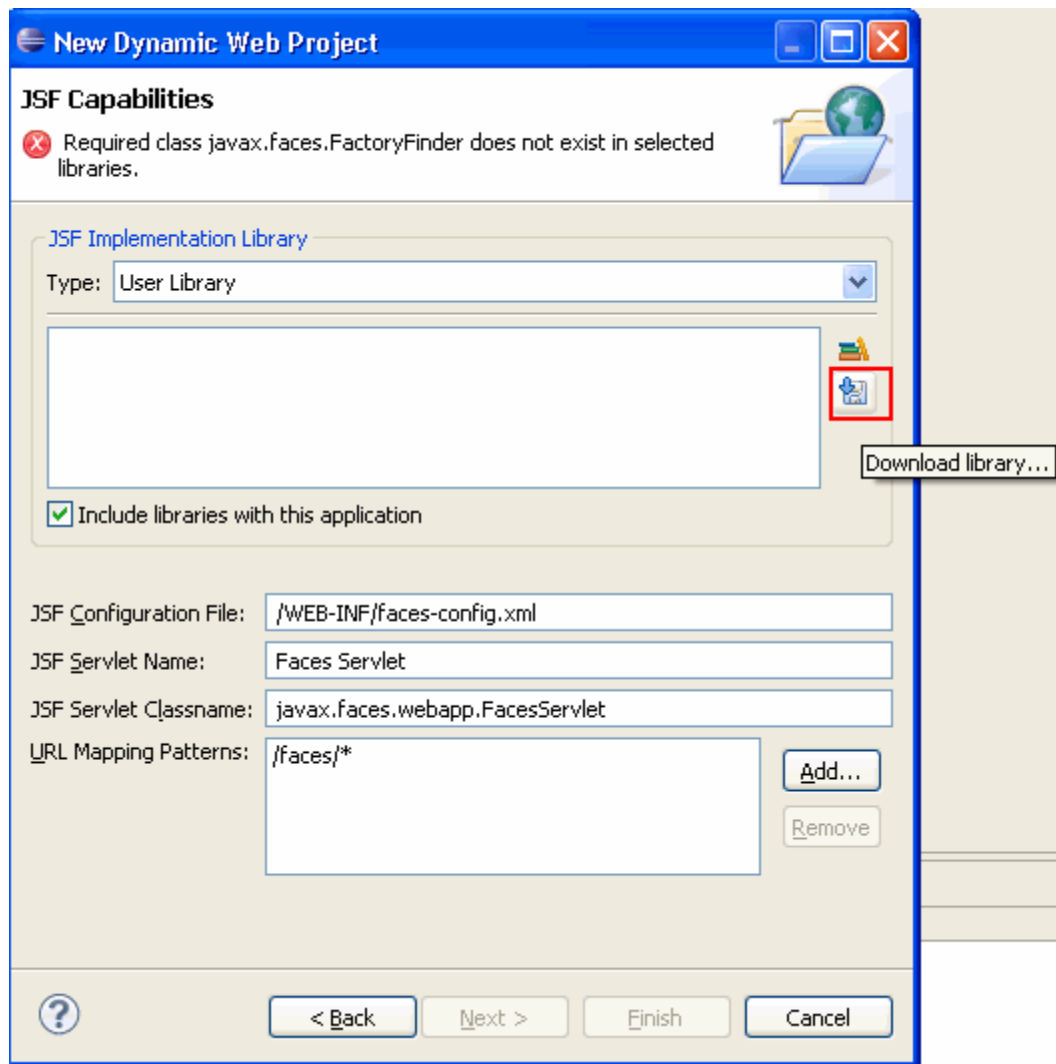 New Dynamic Web Project
JSF Capabilities
Required class javax.faces.FactoryFinder does not exist in selected
libraries.
JSF Implementation Library
Type: User Library
Download library...
Include libraries with this application
JSF Configuration File: /WEB-INF/faces-config.xml
JSF Servlet Name: Faces Servlet
JSF Servlet Classname: javax.faces.webapp.FacesServlet
URL Mapping Patterns: /faces/*
Add...
Remove
? < Back Next > Finish Cancel